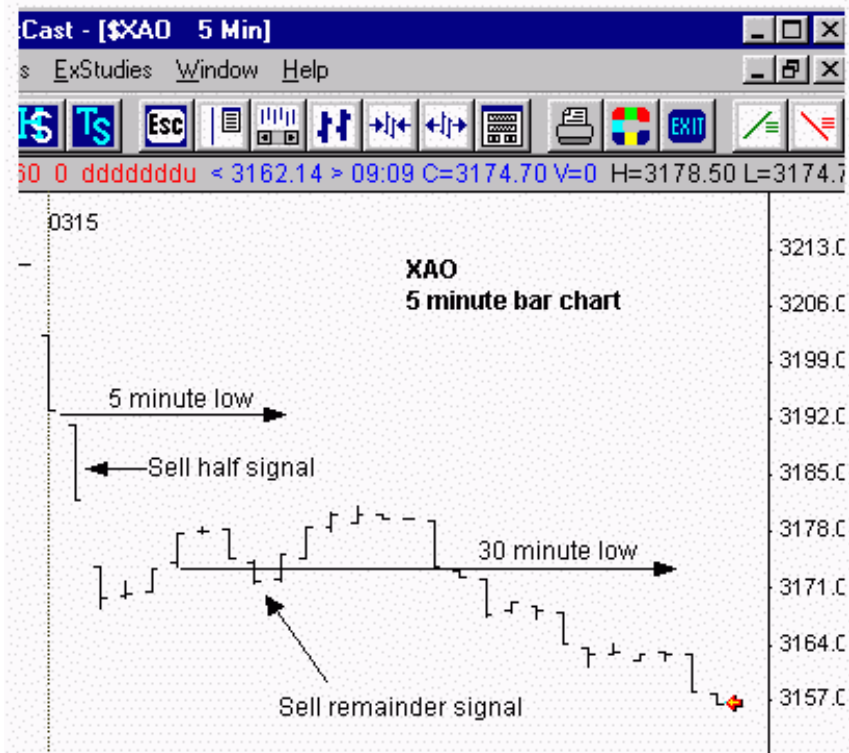 :Cast - [$XAO 5 Min]
s ExStudies Window Help
TS Esc EXIT
60 0 ddddddddu < 3162.14 > 09:09 C=3174.70 V=0 H=3178.50 L=3174.7
0315
3213.0
XAO
5 minute bar chart
3206.0
3199.0
5 minute low
3192.0
Sell half signal
3185.0
3178.0
30 minute low
3171.0
3164.0
Sell remainder signal
3157.0